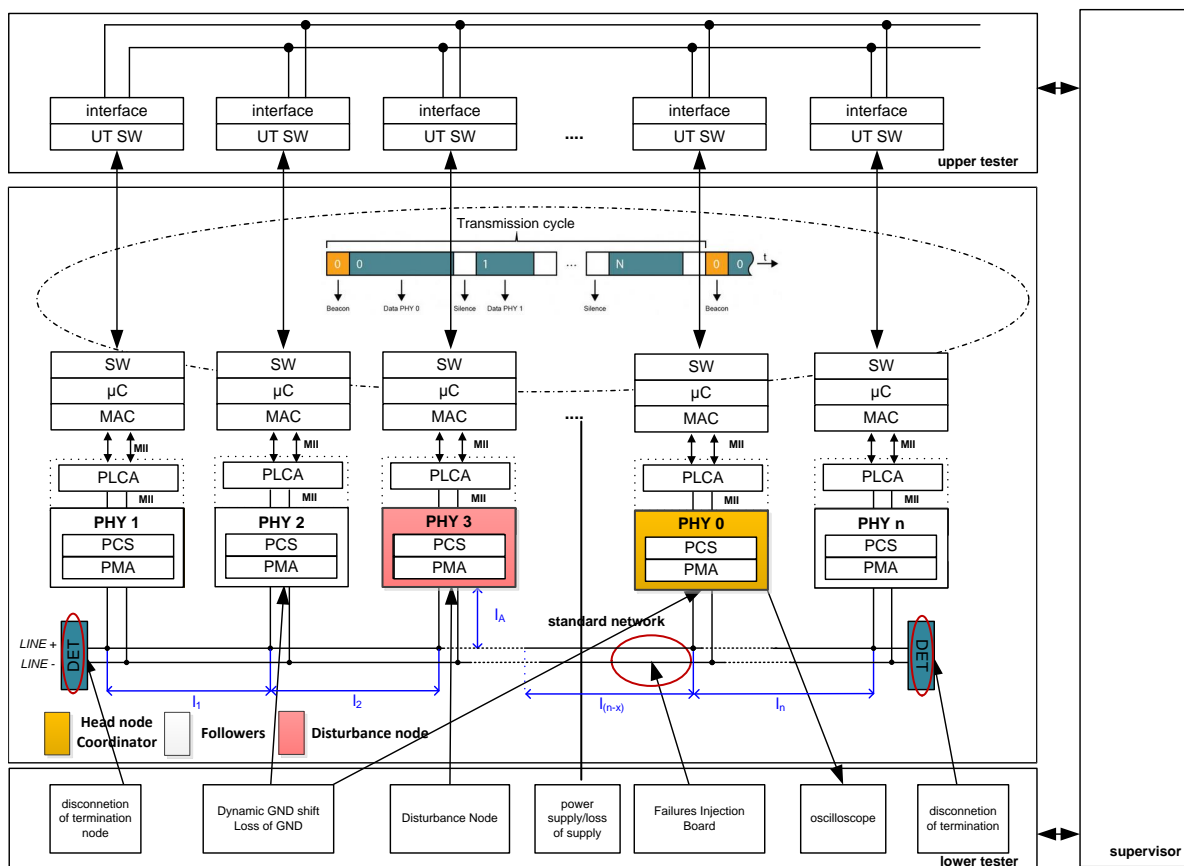 interface
UT SW
interface
UT SW
interface
UT SW
....
interface
UT SW
interface
UT SW
upper tester
Transmission cycle
0
0
1
...
N
0
0
t
Beacon
Data PHY 0
Silence
Data PHY 1
Silence
Beacon
SW
µC
MAC
MII
PLCA
MII
PHY 1
PCS
PMA
SW
µC
MAC
MII
PLCA
MII
PHY 2
PCS
PMA
SW
µC
MAC
MII
PLCA
MII
PHY 3
PCS
PMA
....
SW
µC
MAC
MII
PLCA
MII
PHY 0
PCS
PMA
SW
µC
MAC
MII
PLCA
MII
PHY n
PCS
PMA
lA
standard network
LINE +
LINE -
DET
DET
l1
l2
l(n-x)
ln
Head node
Coordinator
Followers
Disturbance node
disconnetion
of termination
node
Dynamic GND shift
Loss of GND
Disturbance Node
power
supply/loss
of supply
Failures Injection
Board
oscilloscope
disconnetion
of termination
lower tester
supervisor